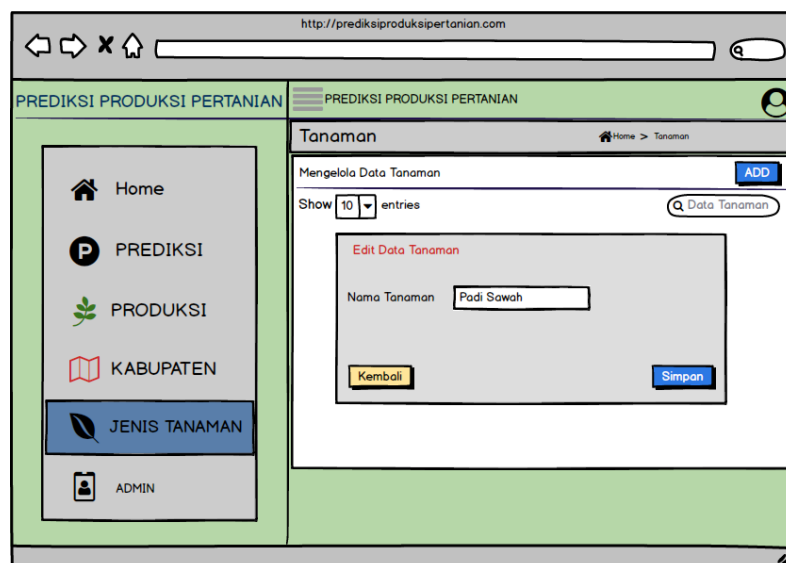 http://prediksiproduksipertanian.com
PREDIKSI PRODUKSI PERTANIAN
Home
PREDIKSI
PRODUKSI
KABUPATEN
JENIS TANAMAN
ADMIN
PREDIKSI PRODUKSI PERTANIAN
Tanaman
Home > Tanaman
Mengelola Data Tanaman
ADD
Show 10 entries
Data Tanaman
Edit Data Tanaman
Nama Tanaman Padi Sawah
Kembali
Simpan